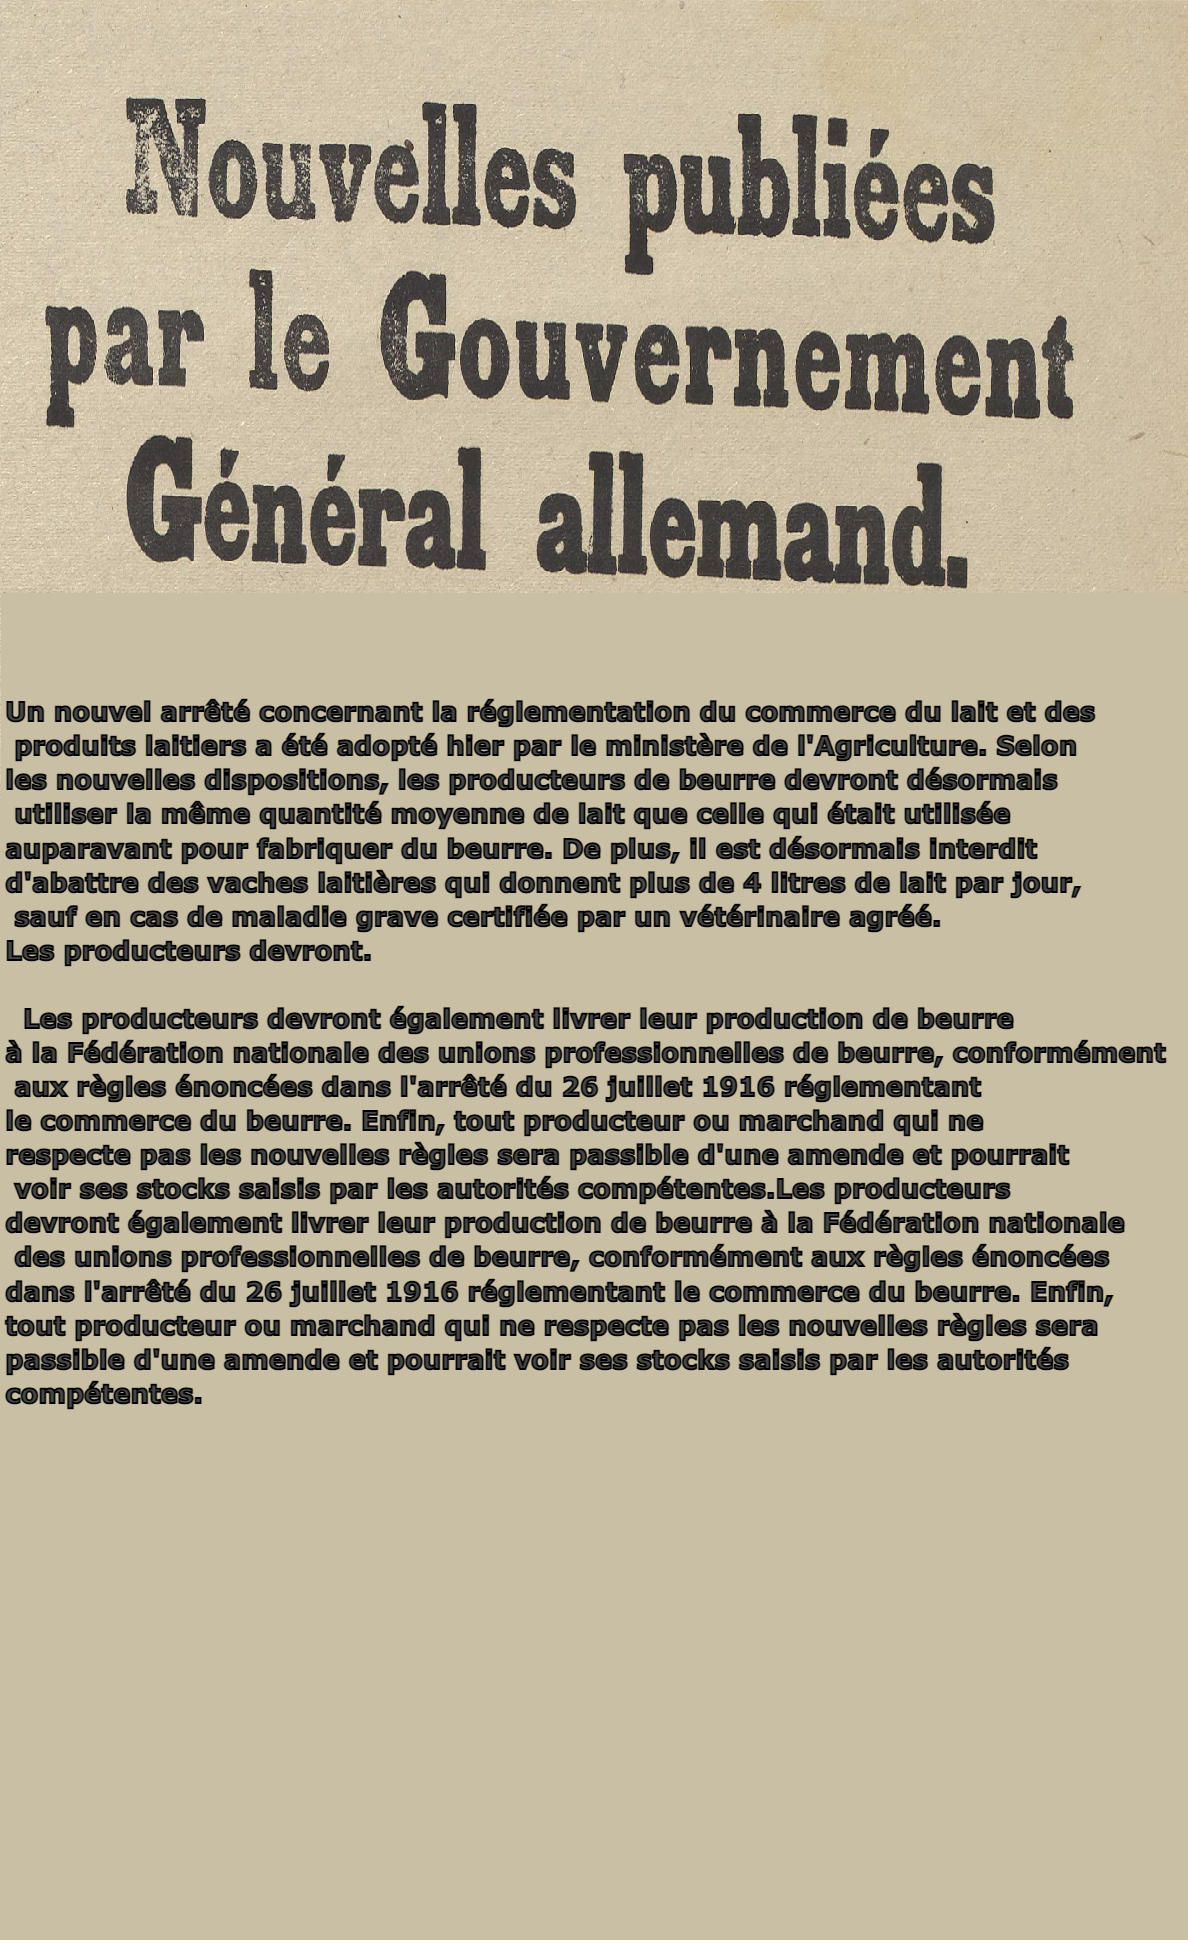 Nouvelles publiées
par le Gouvernement
Général allemand.
Un nouvel arrêté concernant la réglementation du commerce du lait et des
produits laitiers a été adopté hier par le ministère de l'Agriculture. Selon
les nouvelles dispositions, les producteurs de beurre devront désormais
utiliser la même quantité moyenne de lait que celle qui était utilisée
auparavant pour fabriquer du beurre. De plus, il est désormais interdit
d'abattre des vaches laitières qui donnent plus de 4 litres de lait par jour,
sauf en cas de maladie grave certifiée par un vétérinaire agréé.
Les producteurs devront.
Les producteurs devront également livrer leur production de beurre
à la Fédération nationale des unions professionnelles de beurre, conformément
aux règles énoncées dans l'arrêté du 26 juillet 1916 réglementant
le commerce du beurre. Enfin, tout producteur ou marchand qui ne
respecte pas les nouvelles règles sera passible d'une amende et pourrait
voir ses stocks saisis par les autorités compétentes.Les producteurs
devront également livrer leur production de beurre à la Fédération nationale
des unions professionnelles de beurre, conformément aux règles énoncées
dans l'arrêté du 26 juillet 1916 réglementant le commerce du beurre. Enfin,
tout producteur ou marchand qui ne respecte pas les nouvelles règles sera
passible d'une amende et pourrait voir ses stocks saisis par les autorités
compétentes.